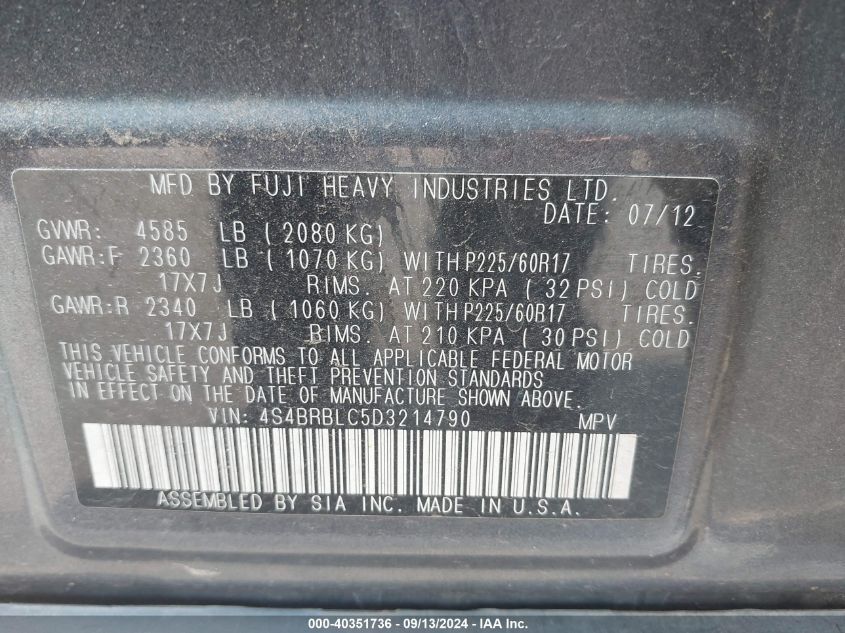 MFD BY FUJI HEAVY INDUSTRIES LTD.
DATE: 07/12
GVWR: 4585 LB ( 2080 KG)
GAWR:F 2360 LB ( 1070 KG) WITH P225/60R17 TIRES.
17X7J RIMS. AT 220 KPA ( 32 PSI) COLD
GAWR:R 2340 LB ( 1060 KG) WITH P225/60R17 TIRES.
17X7J RIMS. AT 210 KPA ( 30 PSI) COLD
THIS VEHICLE CONFORMS TO ALL APPLICABLE FEDERAL MOTOR
VEHICLE SAFETY AND THEFT PREVENTION STANDARDS
IN EFFECT ON THE DATE OF MANUFACTURE SHOWN ABOVE.
VIN: 4S4BRBLC5D3214790 MPV
ASSEMBLED BY SIA INC. MADE IN U.S.A.
000-40351736 - 09/13/2024 - IAA Inc.